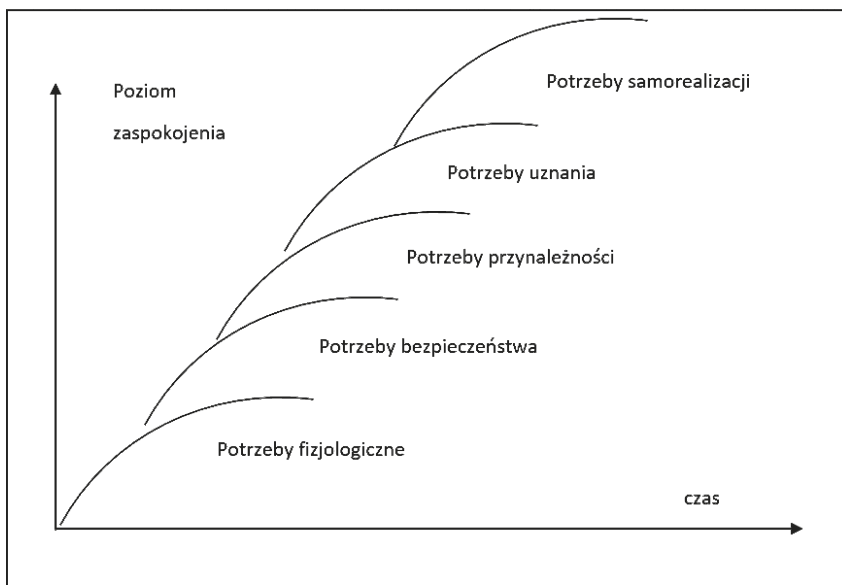 Poziom
zaspokojenia
Potrzeby samorealizacji
Potrzeby uznania
Potrzeby przynależności
Potrzeby bezpieczeństwa
Potrzeby fizjologiczne
czas